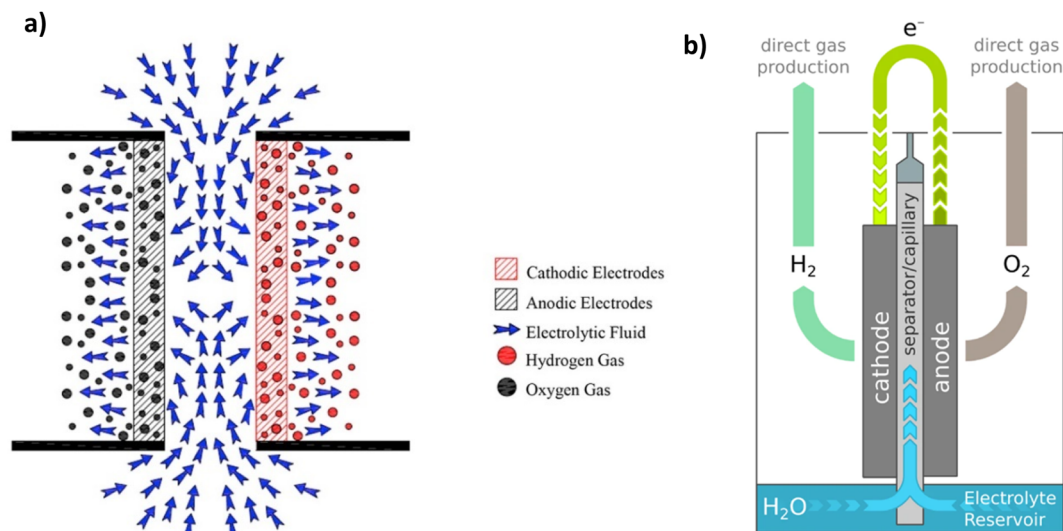 a)
Cathodic Electrodes
Anodic Electrodes
Electrolytic Fluid
Hydrogen Gas
Oxygen Gas
b)
e⁻
direct gas
production
direct gas
production
H₂
O₂
cathode
separator/capillary
anode
H₂O
Electrolyte
Reservoir